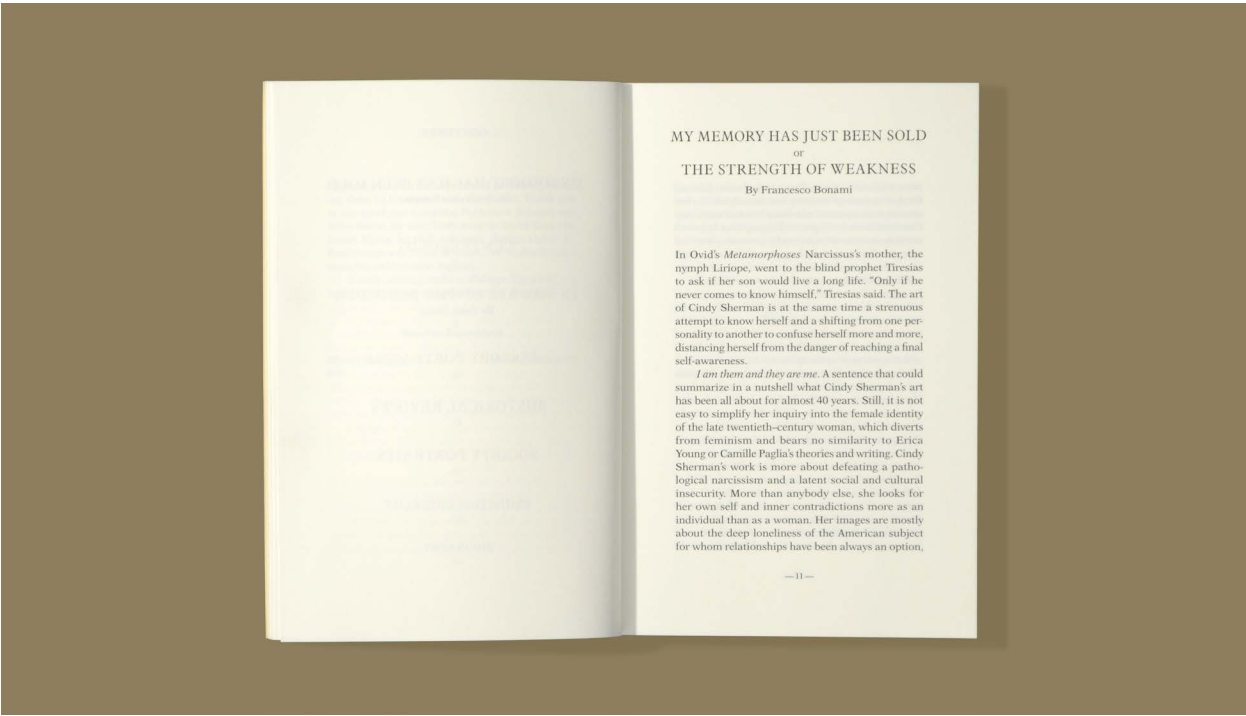 MY MEMORY HAS JUST BEEN SOLD
or
THE STRENGTH OF WEAKNESS
By Francesco Bonami
In Ovid's Metamorphoses Narcissus's mother, the
nymph Liriope, went to the blind prophet Tiresias
to ask if her son would live a long life. "Only if he
never comes to know himself," Tiresias said. The art
of Cindy Sherman is at the same time a strenuous
attempt to know herself and a shifting from one per-
sonality to another to confuse herself more and more,
distancing herself from the danger of reaching a final
self-awareness.
I am them and they are me. A sentence that could
summarize in a nutshell what Cindy Sherman's art
has been all about for almost 40 years. Still, it is not
easy to simplify her inquiry into the female identity
of the late twentieth–century woman, which diverts
from feminism and bears no similarity to Erica
Young or Camille Paglia's theories and writing. Cindy
Sherman's work is more about defeating a patho-
logical narcissism and a latent social and cultural
insecurity. More than anybody else, she looks for
her own self and inner contradictions more as an
individual than as a woman. Her images are mostly
about the deep loneliness of the American subject
for whom relationships have been always an option,
—11—